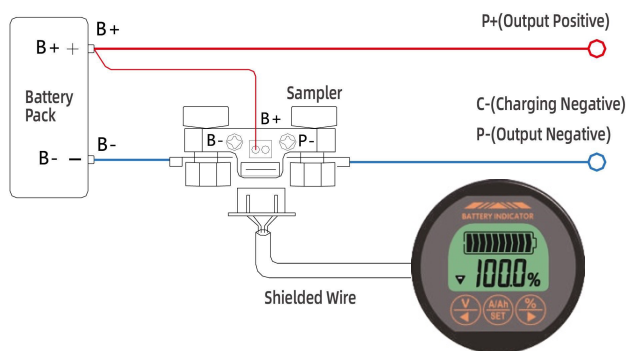 B+
P+(Output Positive)
B+ +
Battery
Pack
Sampler
C-(Charging Negative)
B+
B- P-
P-(Output Negative)
B-
B- −
BATTERY INDICATOR
100.0%
V
A/Ah
SET
%
Shielded Wire